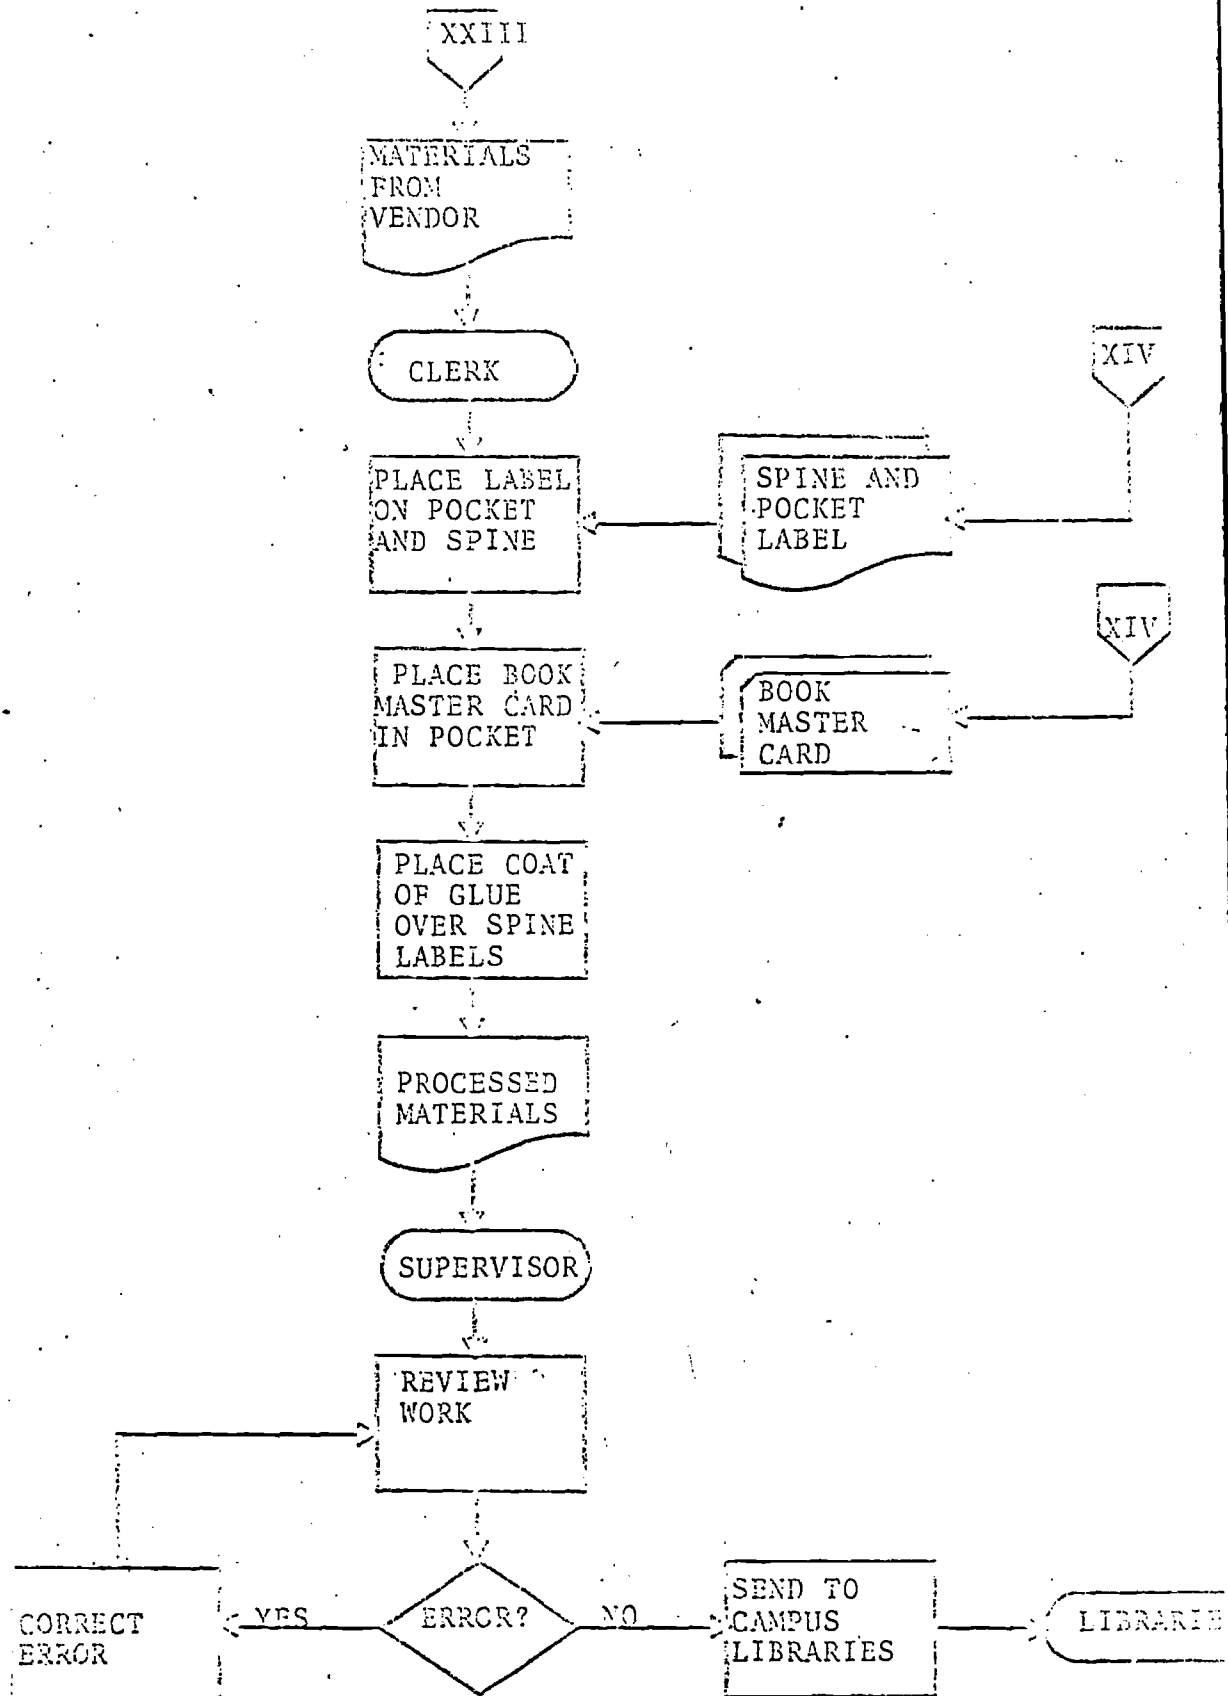 XXIII
MATERIALS
FROM
VENDOR
CLERK
XIV
PLACE LABEL
ON POCKET
AND SPINE
SPINE AND
POCKET
LABEL
XIV
PLACE BOOK
MASTER CARD
IN POCKET
BOOK
MASTER
CARD
PLACE COAT
OF GLUE
OVER SPINE
LABELS
PROCESSED
MATERIALS
SUPERVISOR
REVIEW
WORK
CORRECT
ERROR
YES
ERROR?
NO
SEND TO
CAMPUS
LIBRARIES
LIBRARIE